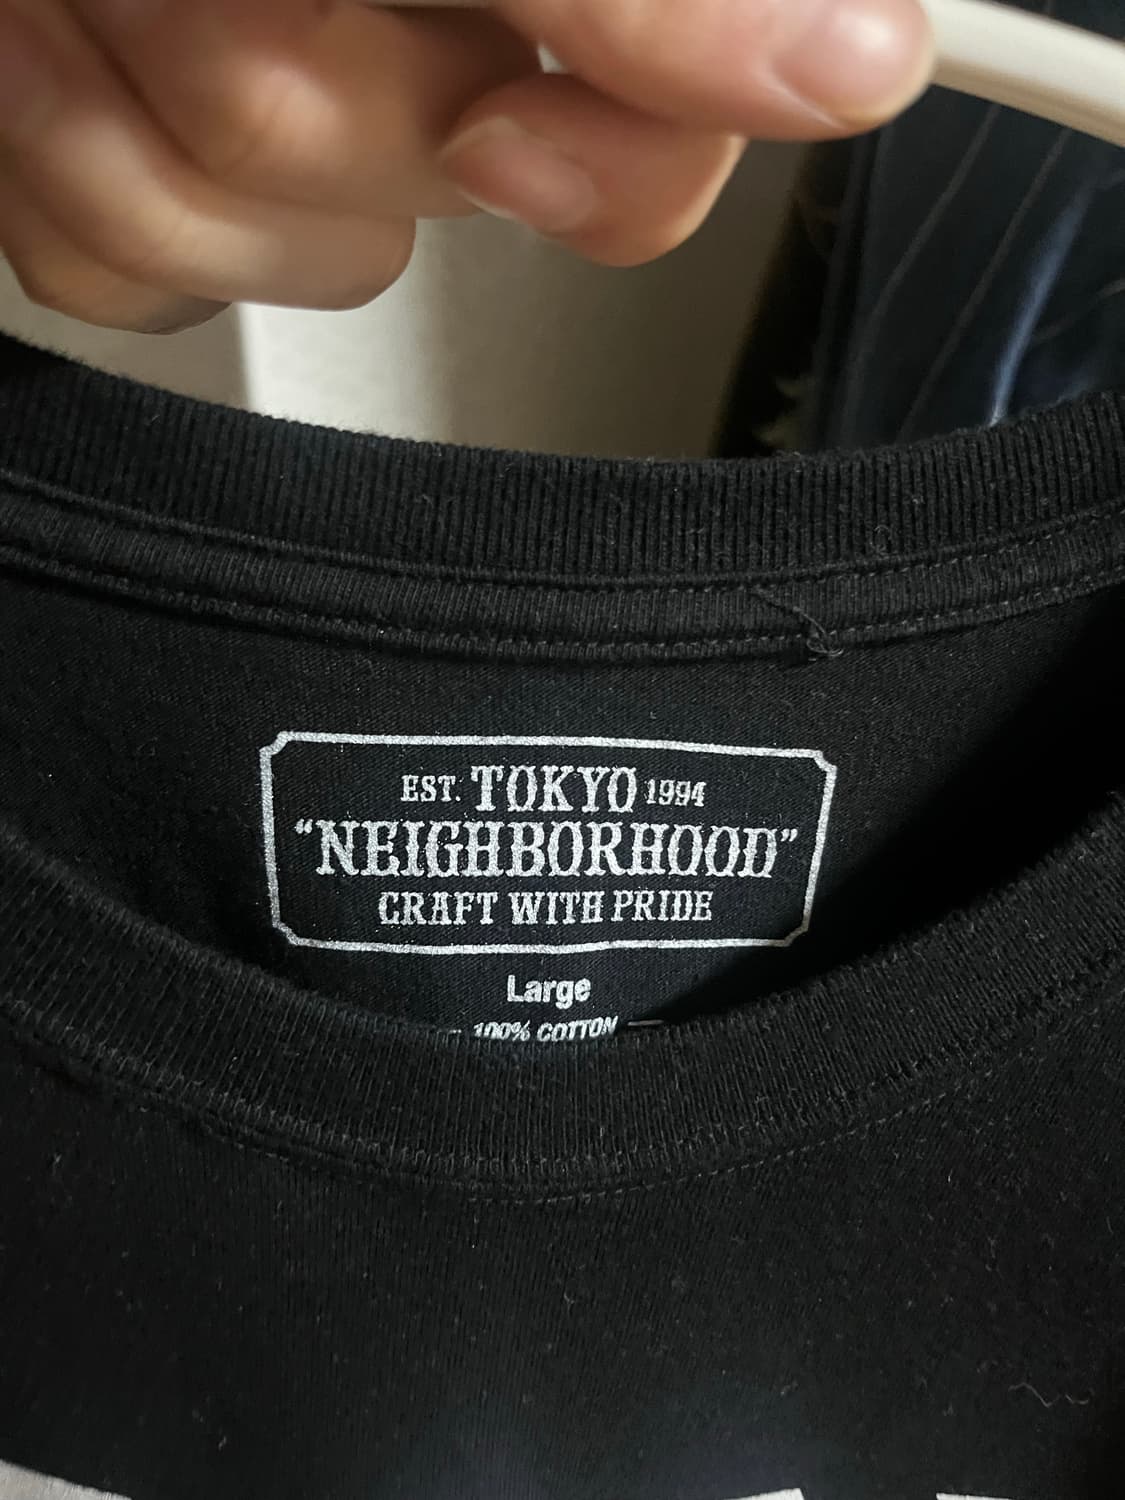 EST. TOKYO 1994
“NEIGHBORHOOD”
CRAFT WITH PRIDE
Large
100% COTTON